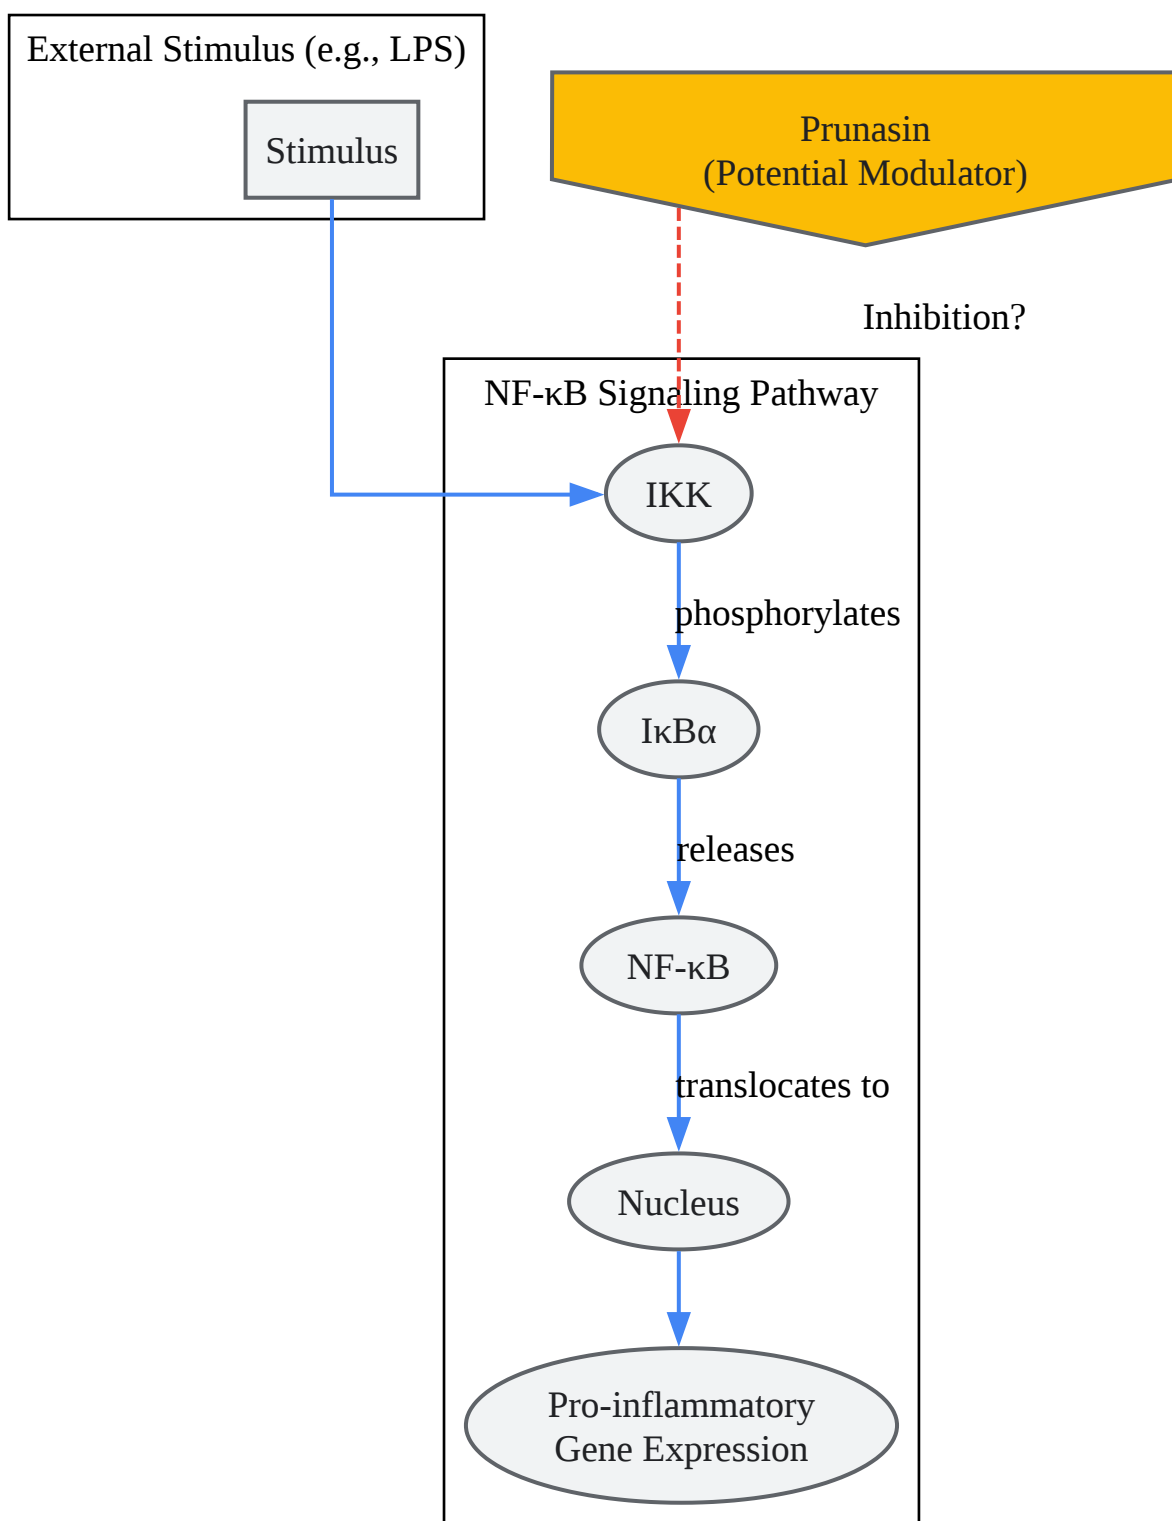 External Stimulus (e.g., LPS)
Stimulus
Prunasin
(Potential Modulator)
Inhibition?
NF-κB Signaling Pathway
IKK
phosphorylates
IκBα
releases
NF-κB
translocates to
Nucleus
Pro-inflammatory
Gene Expression